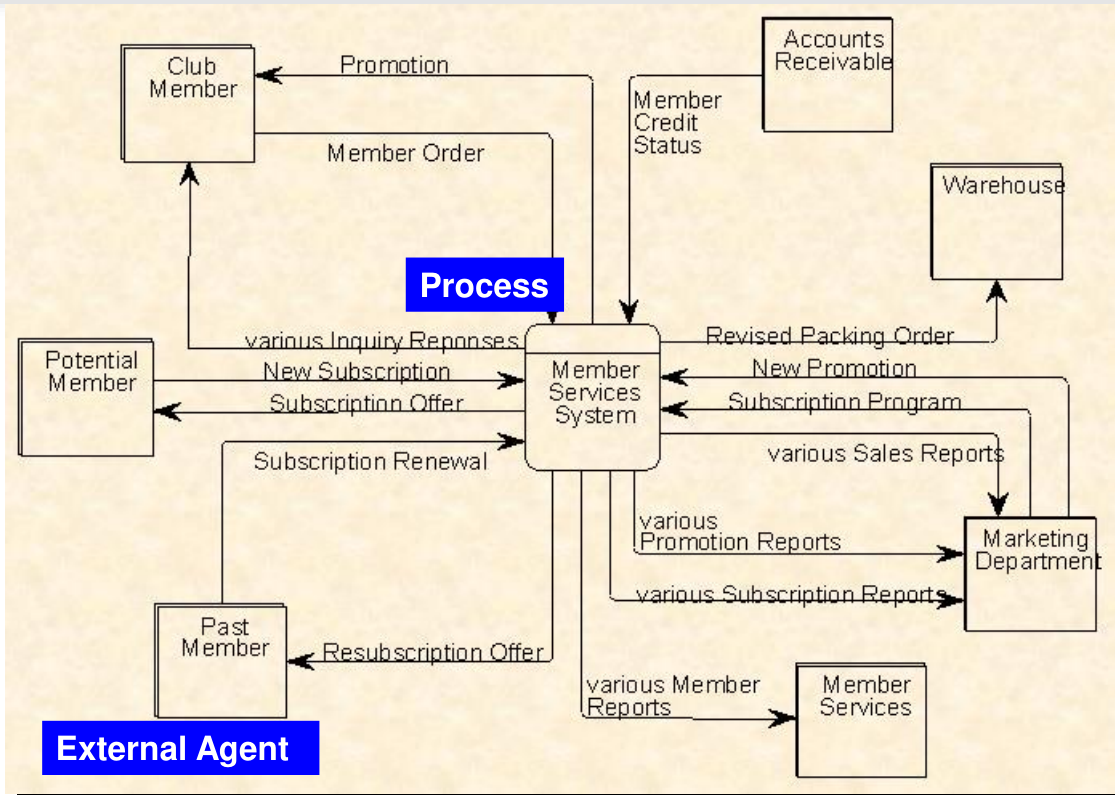 Club
Member
Promotion
Member Order
Accounts
Receivable
Member
Credit
Status
Warehouse
Process
various Inquiry Reponses
Revised Packing Order
Potential
Member
New Subscription
Subscription Offer
Subscription Renewal
Member
Services
System
New Promotion
Subscription Program
various Sales Reports
various
Promotion Reports
various Subscription Reports
Marketing
Department
Past
Member
Resubscription Offer
various Member
Reports
Member
Services
External Agent